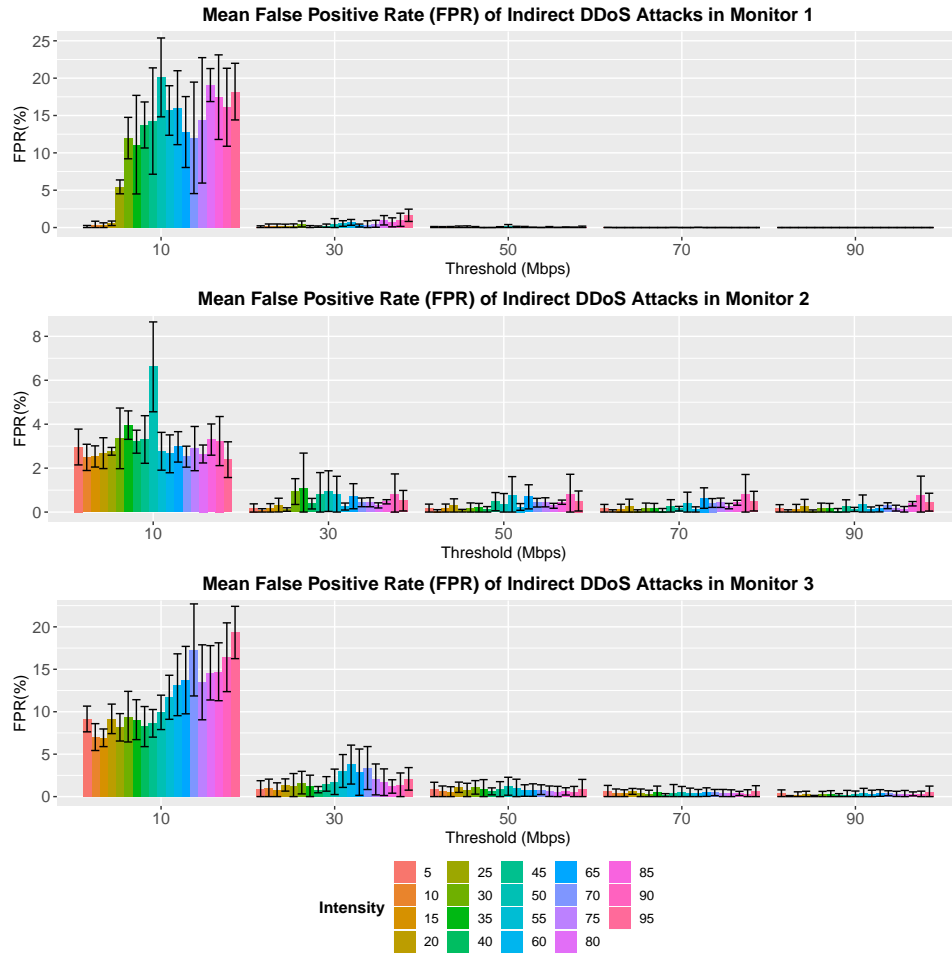 Mean False Positive Rate (FPR) of Indirect DDoS Attacks in Monitor 1
25
20
15
10
5
0
FPR(%)
10 30 50 70 90
Threshold (Mbps)
Mean False Positive Rate (FPR) of Indirect DDoS Attacks in Monitor 2
8
6
4
2
0
FPR(%)
10 30 50 70 90
Threshold (Mbps)
Mean False Positive Rate (FPR) of Indirect DDoS Attacks in Monitor 3
20
15
10
5
0
FPR(%)
10 30 50 70 90
Threshold (Mbps)
Intensity
5 25 45 65 85
10 30 50 70 90
15 35 55 75 95
20 40 60 80